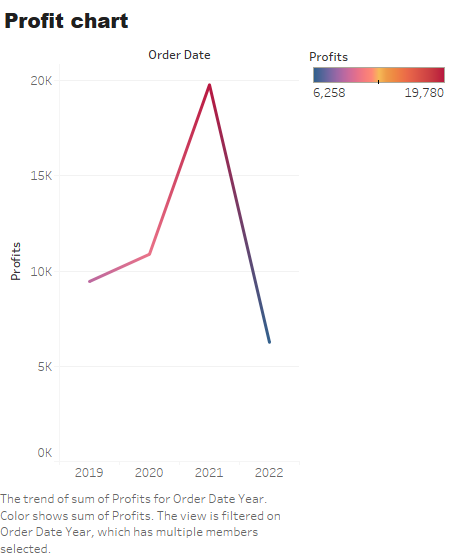 Profit chart
Order Date
Profits
6,258
19,780
20K
15K
10K
5K
0K
Profits
2019
2020
2021
2022
The trend of sum of Profits for Order Date Year.
Color shows sum of Profits. The view is filtered on
Order Date Year, which has multiple members
selected.